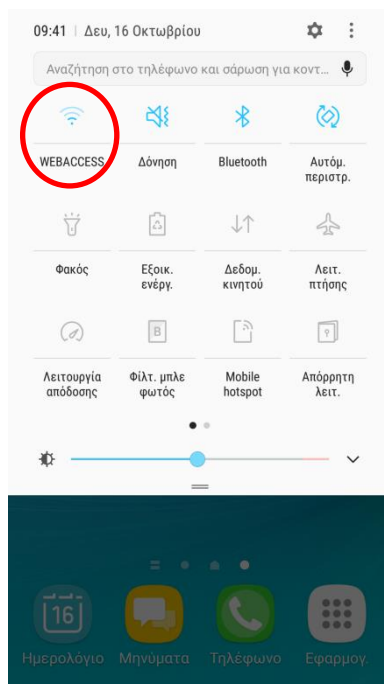 09:41 | Δευ, 16 Οκτωβρίου
Αναζήτηση στο τηλέφωνο και σάρωση για κοντ...
WEBACCESS
Δόνηση
Bluetooth
Αυτόμ.
περιστρ.
Φακός
Εξοικ.
ενέργ.
Δεδομ.
κινητού
Λειτ.
πτήσης
Λειτουργία
απόδοσης
B
Φίλτ. μπλε
φωτός
Mobile
hotspot
Απόρρητη
λειτ.
16
Ημερολόγιο
Μηνύματα
Τηλέφωνο
Εφαρμογ.